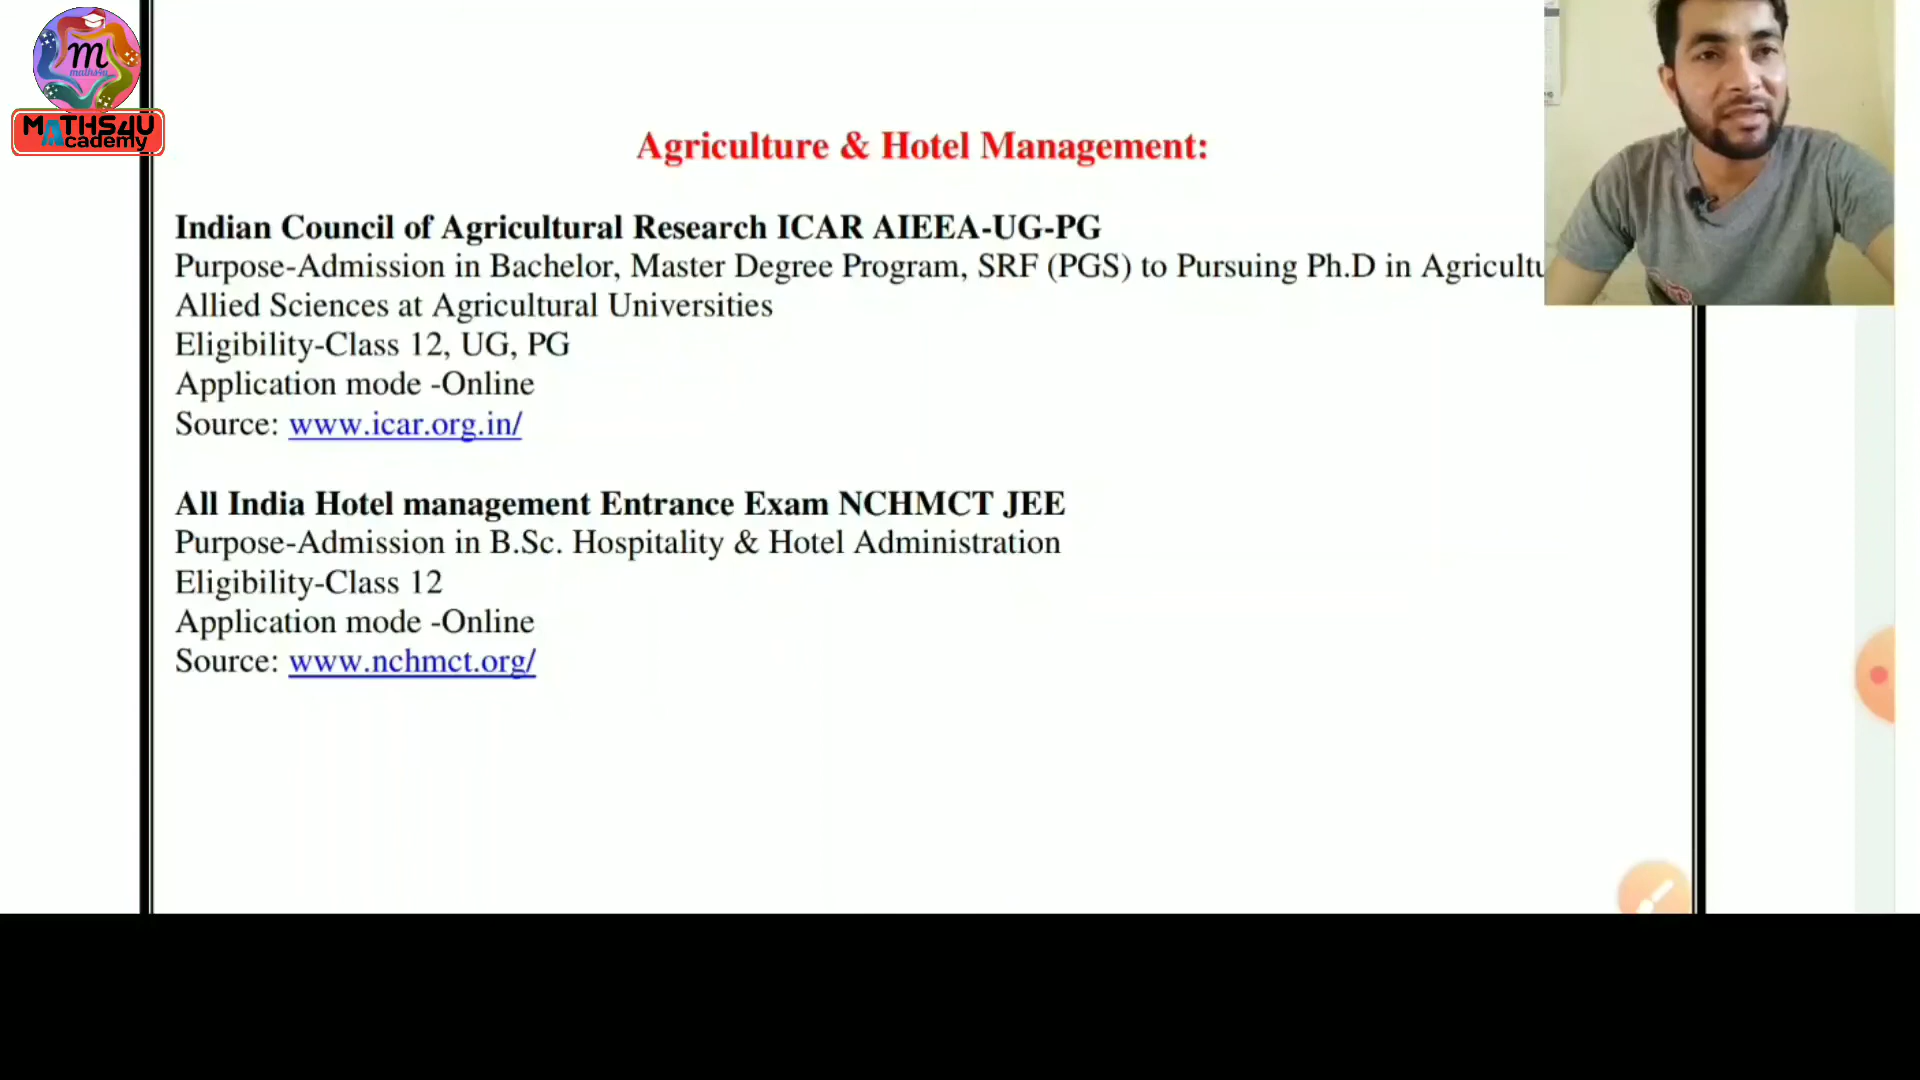 m
maths4u
MATHS4U
Academy
Agriculture & Hotel Management:
Indian Council of Agricultural Research ICAR AIEEA-UG-PG
Purpose-Admission in Bachelor, Master Degree Program, SRF (PGS) to Pursuing Ph.D in Agricultu
Allied Sciences at Agricultural Universities
Eligibility-Class 12, UG, PG
Application mode -Online
Source: www.icar.org.in/
All India Hotel management Entrance Exam NCHMCT JEE
Purpose-Admission in B.Sc. Hospitality & Hotel Administration
Eligibility-Class 12
Application mode -Online
Source: www.nchmct.org/